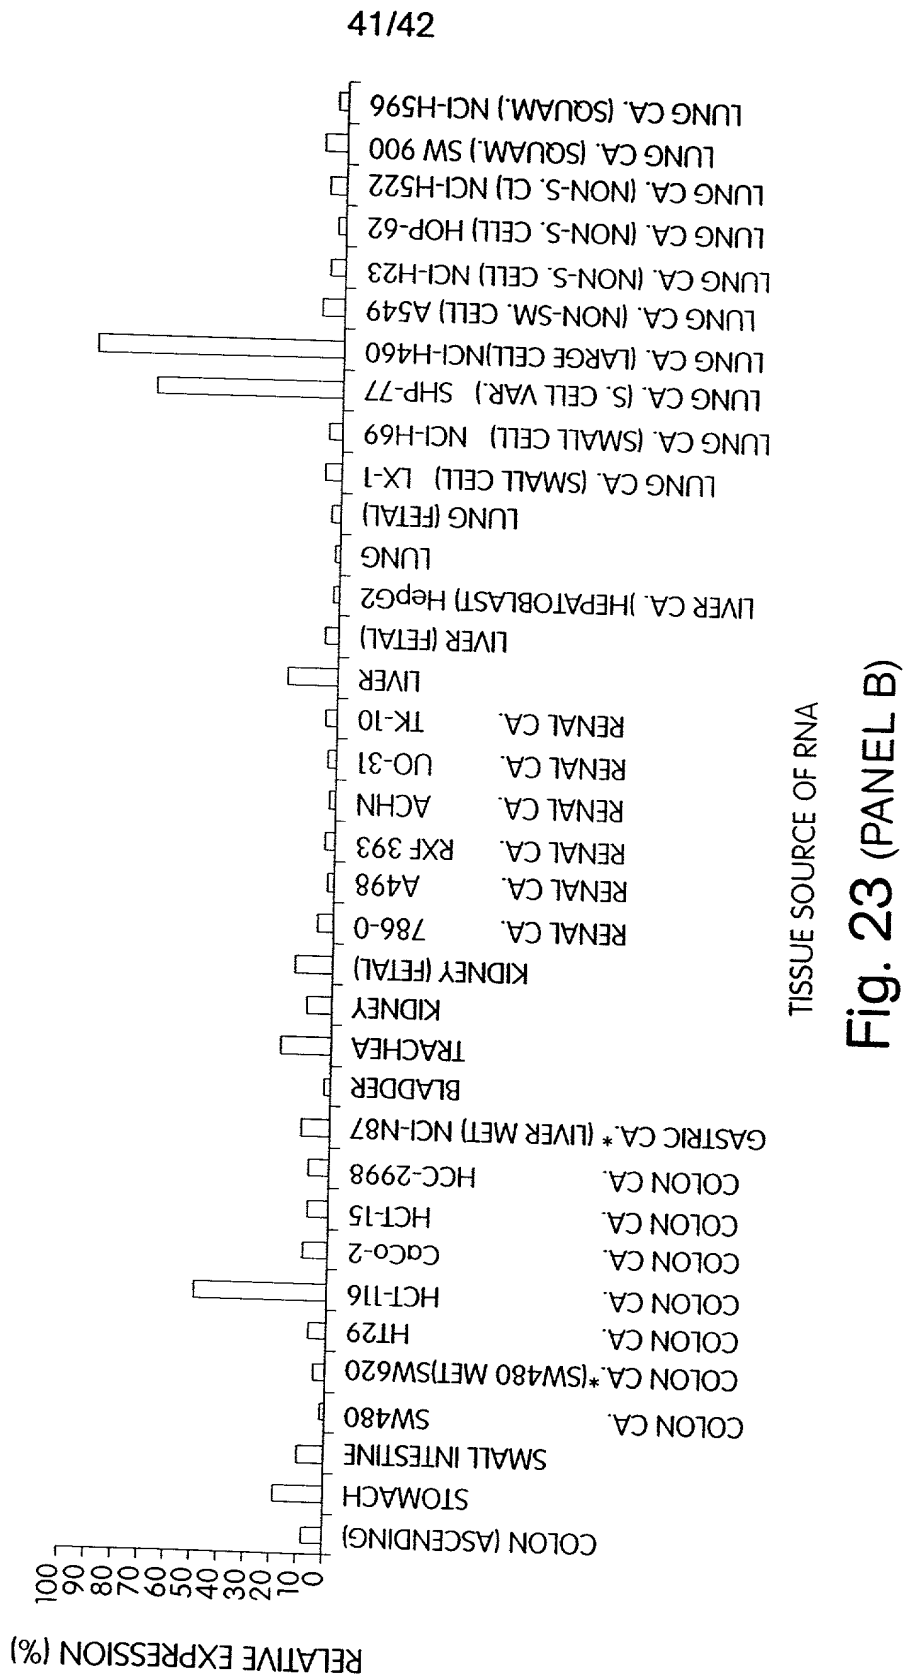 41/42
RELATIVE EXPRESSION (%)
100
90
80
70
60
50
40
30
20
10
0
COLON (ASCENDING)
STOMACH
SMALL INTESTINE
COLON CA. SW480
COLON CA.*(SW480 MET)SW620
COLON CA. HT29
COLON CA. HCT-116
COLON CA. CaCo-2
COLON CA. HCT-15
COLON CA. HCC-2998
GASTRIC CA.* (LIVER MET) NCI-N87
BLADDER
TRACHEA
KIDNEY
KIDNEY (FETAL)
RENAL CA. 786-0
RENAL CA. A498
RENAL CA. RXF 393
RENAL CA. ACHN
RENAL CA. UO-31
RENAL CA. TK-10
LIVER
LIVER (FETAL)
LIVER CA. )HEPATOBLAST) HepG2
LUNG
LUNG (FETAL)
LUNG CA. (SMALL CELL) LX-1
LUNG CA. (SMALL CELL) NCI-H69
LUNG CA. (S. CELL VAR.) SHP-77
LUNG CA. (LARGE CELL)NCI-H460
LUNG CA. (NON-SM. CELL) A549
LUNG CA. (NON-S. CELL) NCI-H23
LUNG CA. (NON-S. CELL) HOP-62
LUNG CA. (NON-S. CL) NCI-H522
LUNG CA. (SQUAM.) SW 900
LUNG CA. (SQUAM.) NCI-H596
TISSUE SOURCE OF RNA
Fig. 23 (PANEL B)